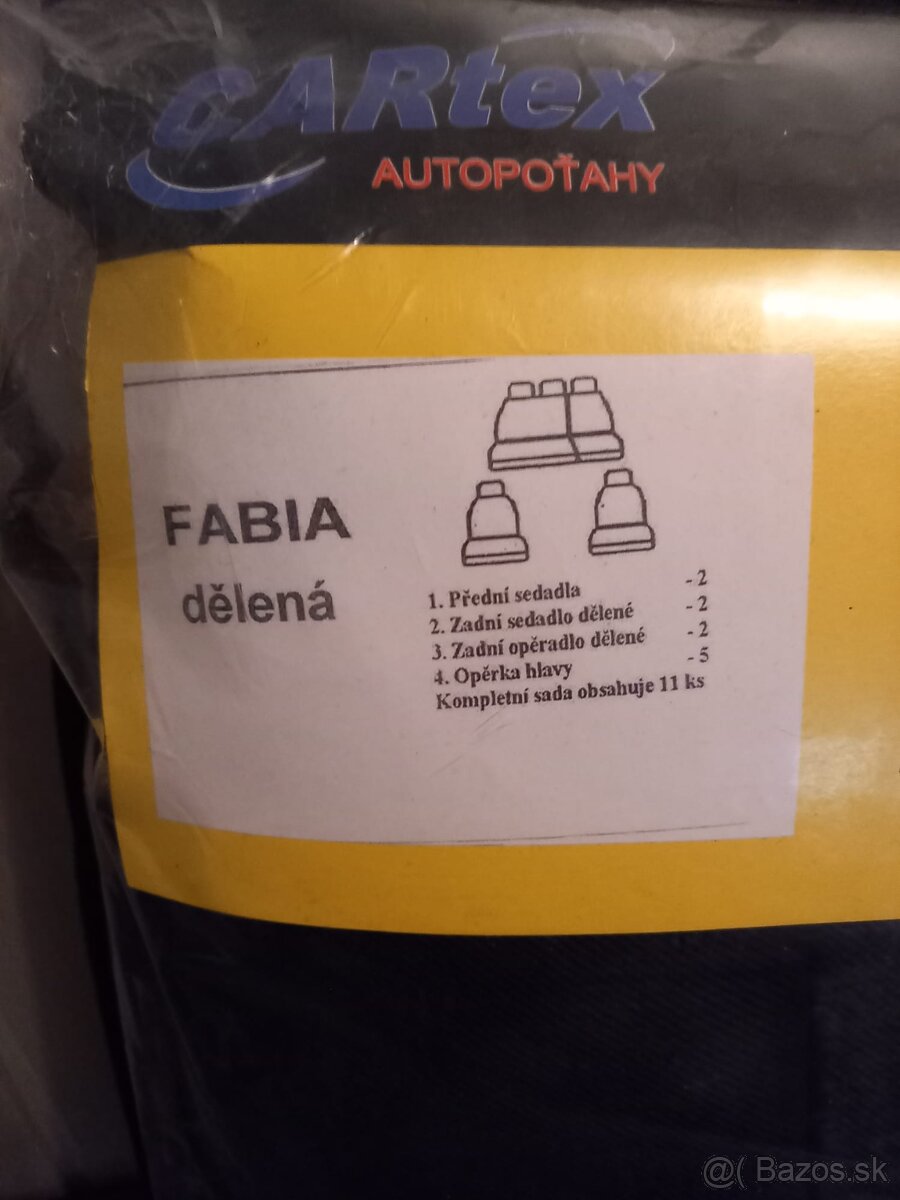 CARtex
AUTOPOŤAHY
FABIA
dělená
1. Přední sedadla - 2
2. Zadní sedadlo dělené - 2
3. Zadní opěradlo dělené - 2
4. Opěrka hlavy - 5
Kompletní sada obsahuje 11 ks
@( Bazos.sk